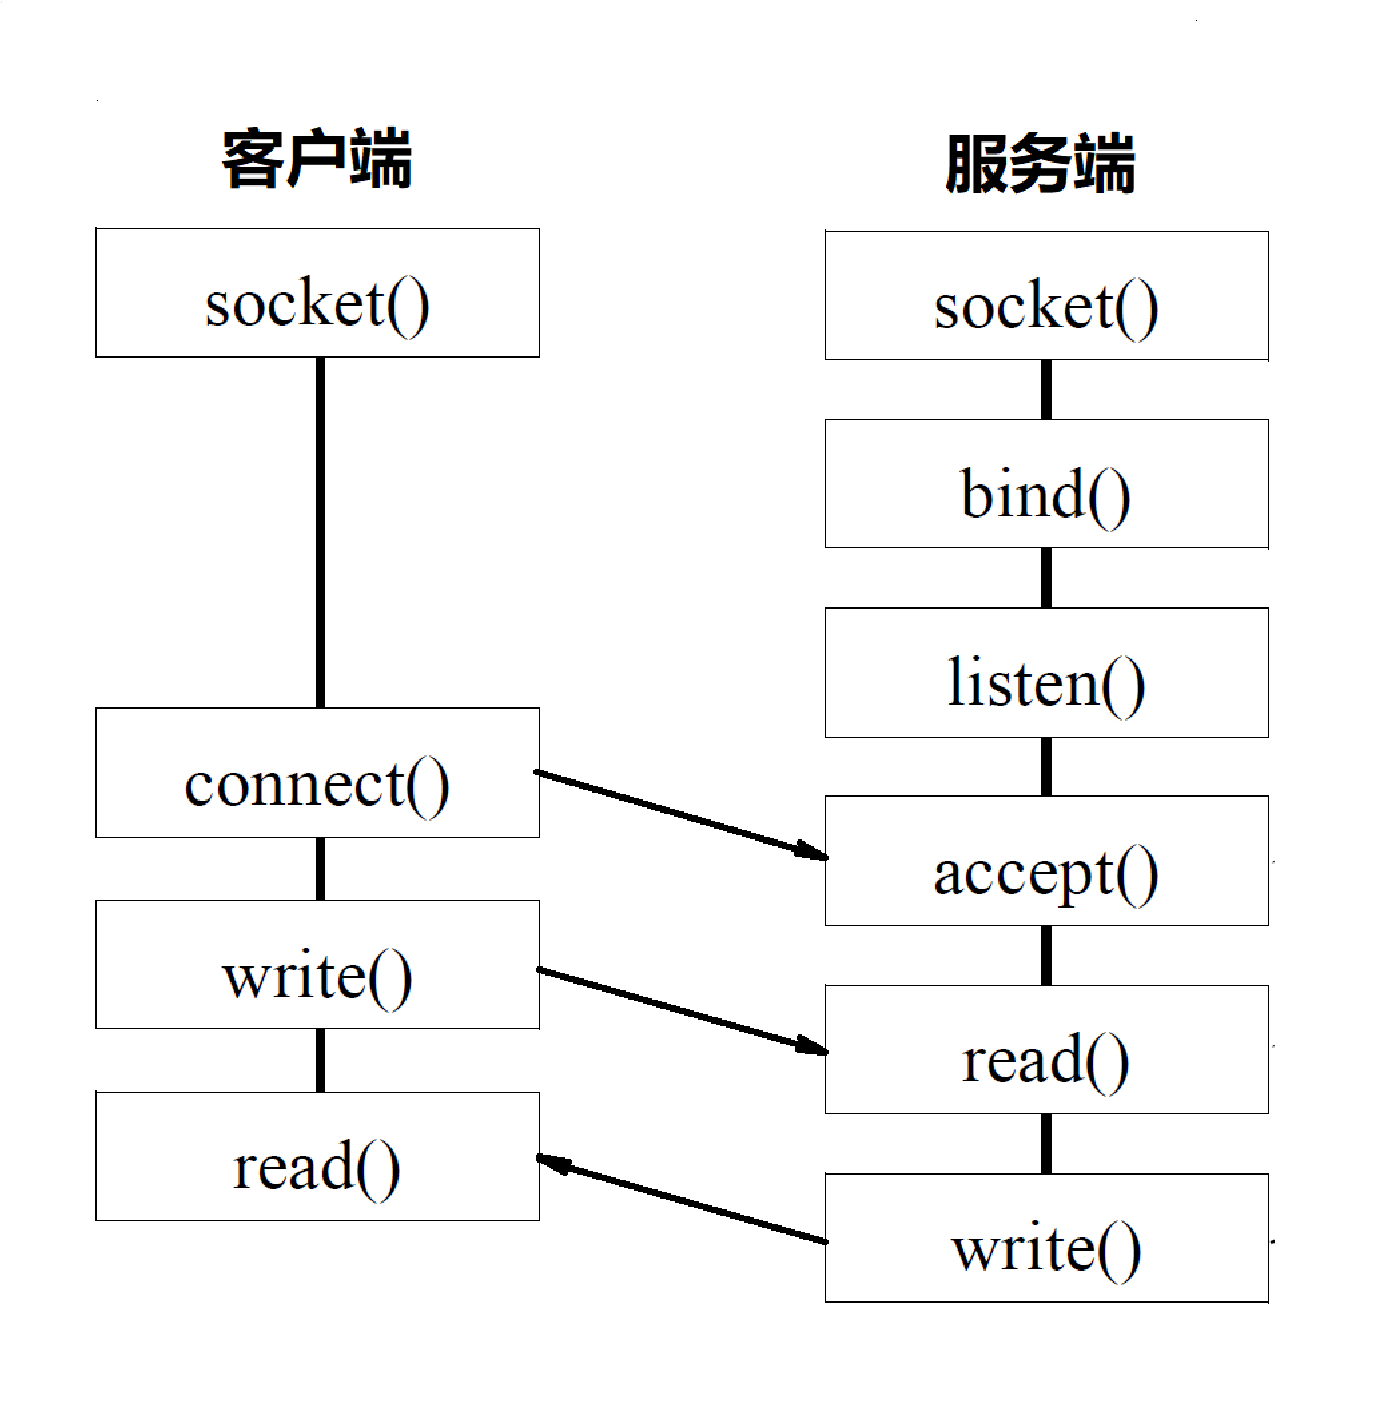 客户端
socket()
connect()
write()
read()
服务端
socket()
bind()
listen()
accept()
read()
write()